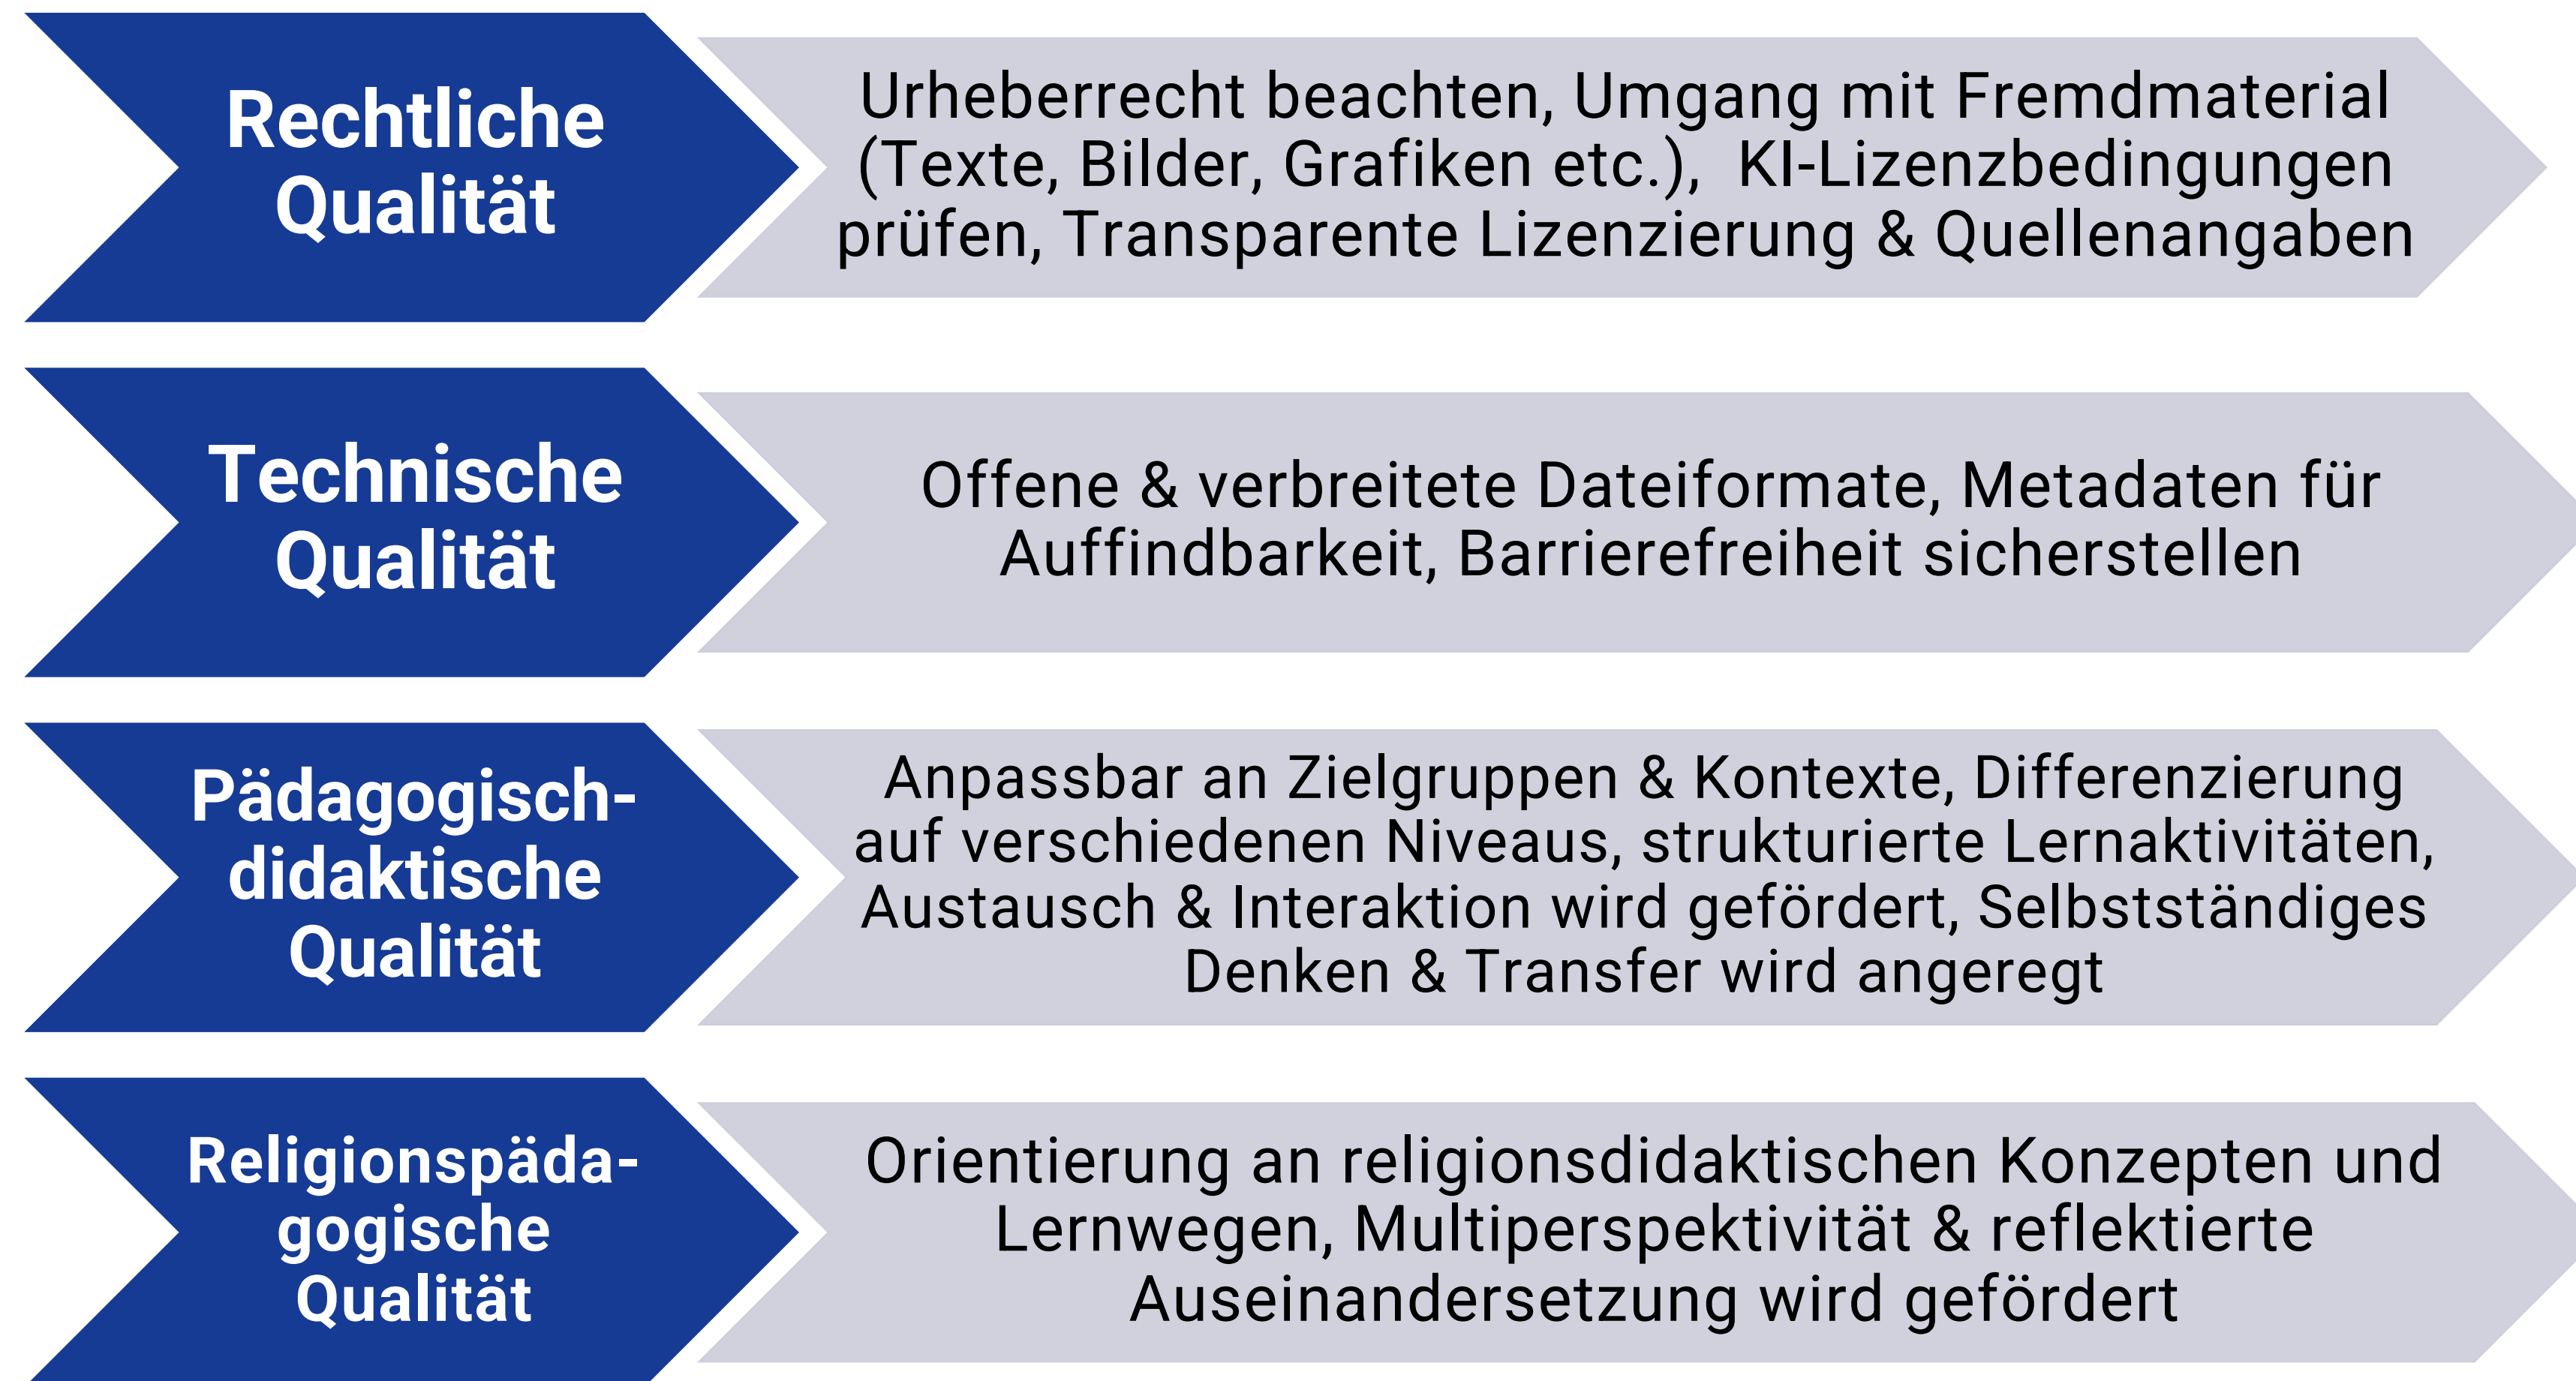 Rechtliche
Qualität
Urheberrecht beachten, Umgang mit Fremdmaterial
(Texte, Bilder, Grafiken etc.), KI-Lizenzbedingungen
prüfen, Transparente Lizenzierung & Quellenangaben
Technische
Qualität
Offene & verbreitete Dateiformate, Metadaten für
Auffindbarkeit, Barrierefreiheit sicherstellen
Pädagogisch-
didaktische
Qualität
Anpassbar an Zielgruppen & Kontexte, Differenzierung
auf verschiedenen Niveaus, strukturierte Lernaktivitäten,
Austausch & Interaktion wird gefördert, Selbstständiges
Denken & Transfer wird angeregt
Religionspäda-
gogische
Qualität
Orientierung an religionsdidaktischen Konzepten und
Lernwegen, Multiperspektivität & reflektierte
Auseinandersetzung wird gefördert